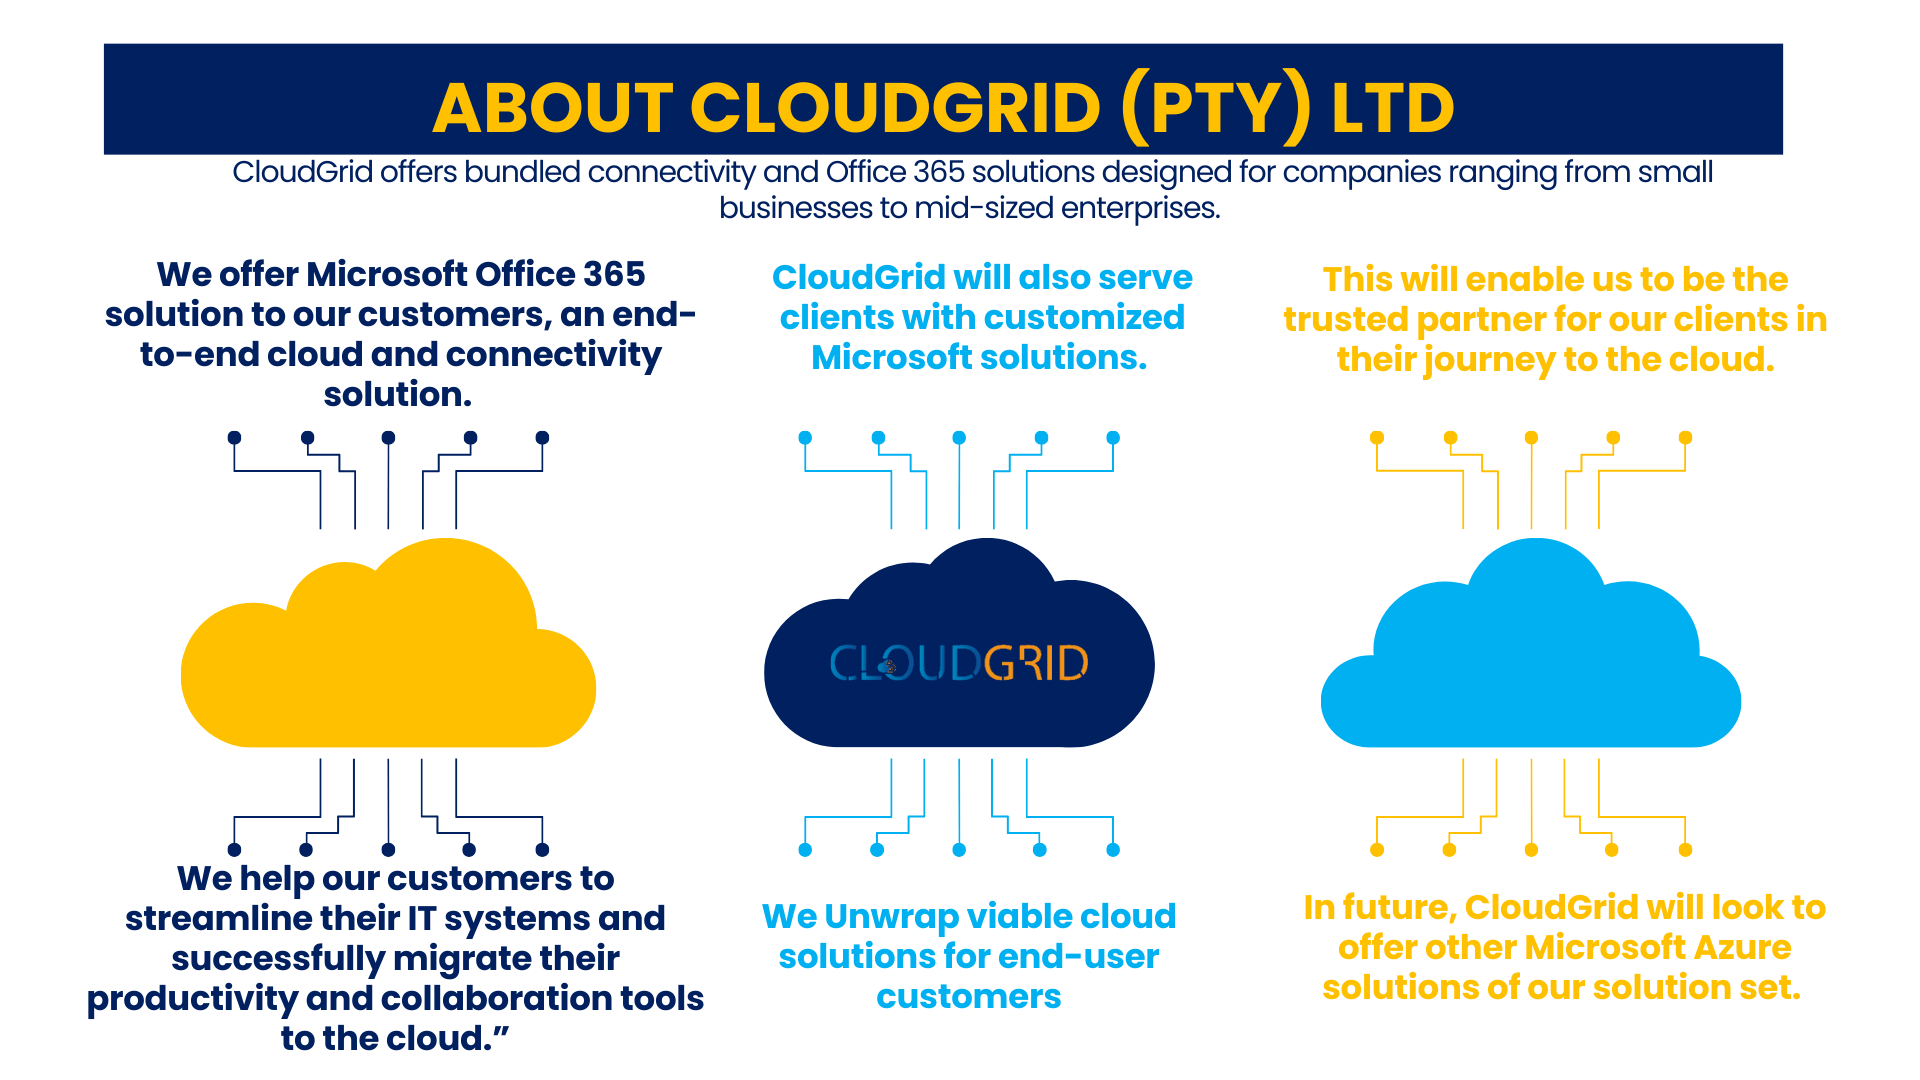 ABOUT CLOUDGRID (PTY) LTD
CloudGrid offers bundled connectivity and Office 365 solutions designed for companies ranging from small
businesses to mid-sized enterprises.
We offer Microsoft Office 365
solution to our customers, an end-
to-end cloud and connectivity
solution.
CloudGrid will also serve
clients with customized
Microsoft solutions.
This will enable us to be the
trusted partner for our clients in
their journey to the cloud.
CLOUDGRID
We help our customers to
streamline their IT systems and
successfully migrate their
productivity and collaboration tools
to the cloud.”
We Unwrap viable cloud
solutions for end-user
customers
In future, CloudGrid will look to
offer other Microsoft Azure
solutions of our solution set.